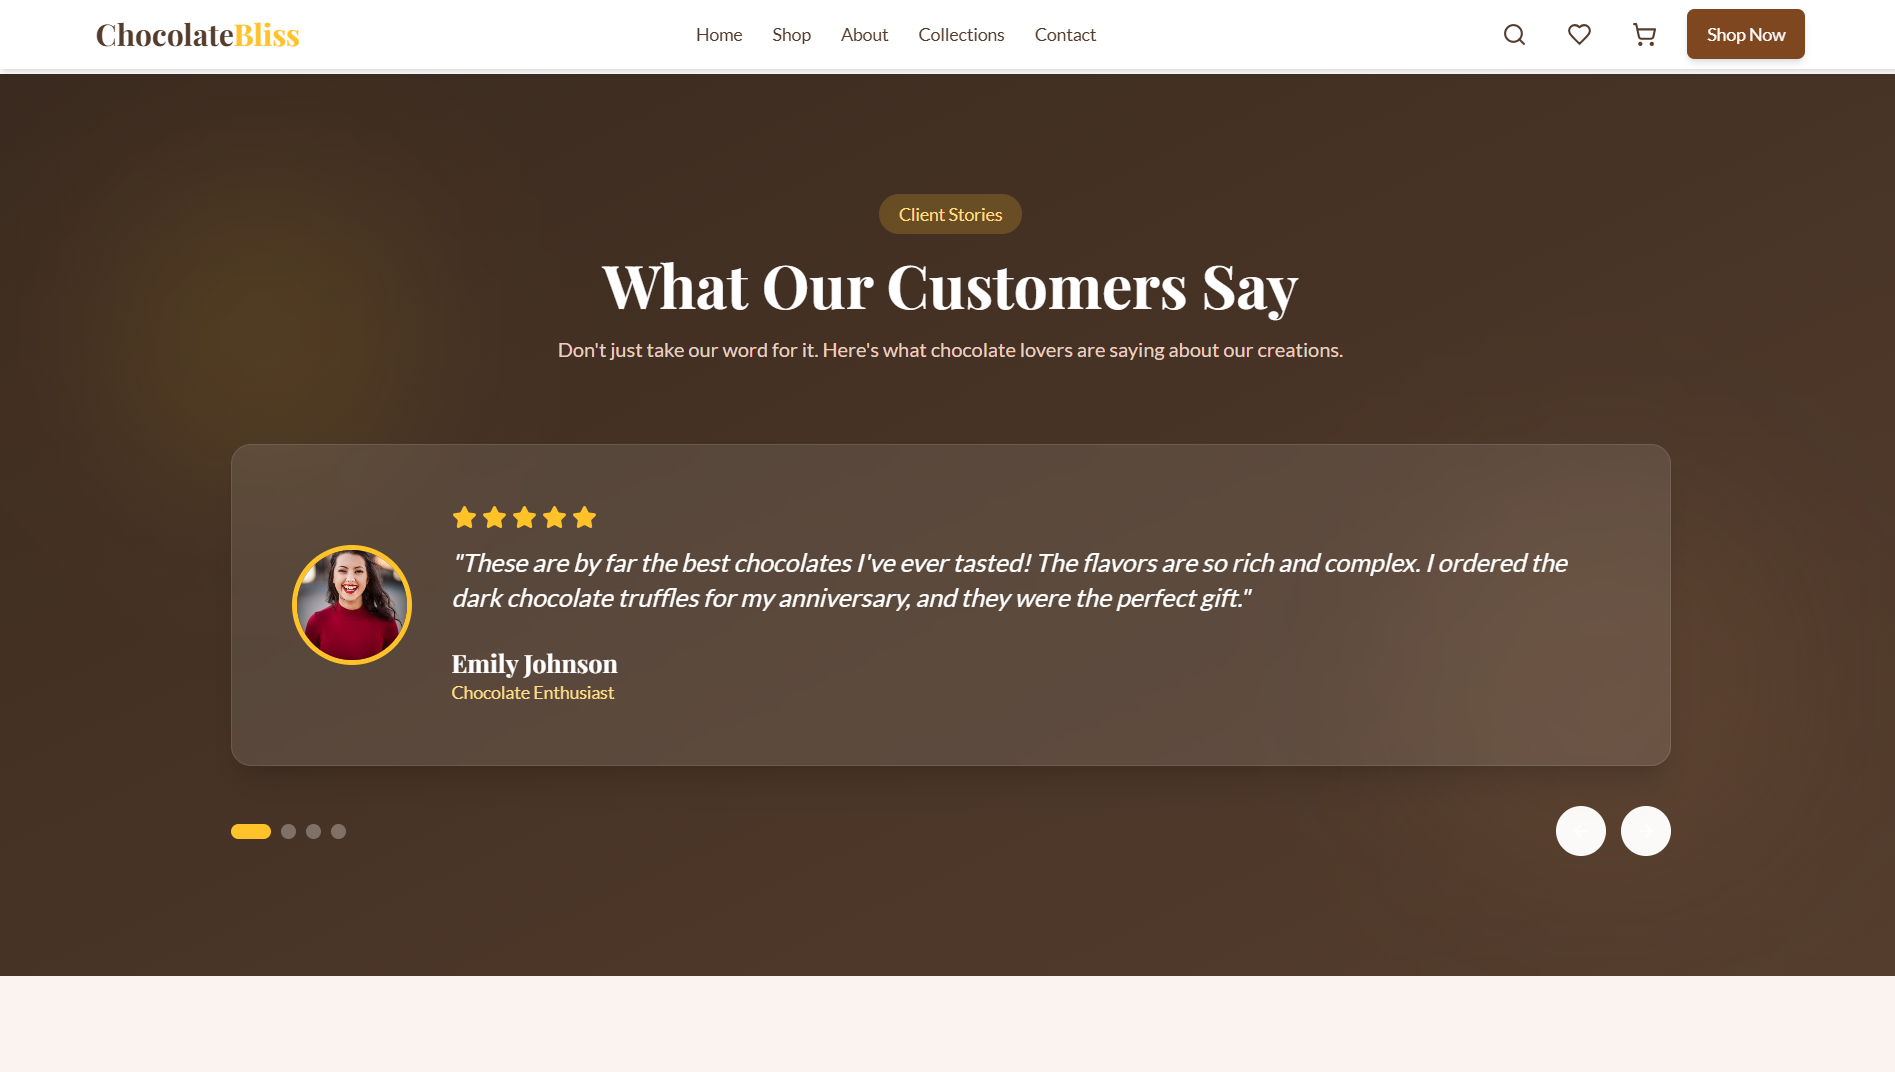 ChocolateBliss
Home
Shop
About
Collections
Contact
Shop Now
Client Stories
What Our Customers Say
Don't just take our word for it. Here's what chocolate lovers are saying about our creations.
"These are by far the best chocolates I've ever tasted! The flavors are so rich and complex. I ordered the
dark chocolate truffles for my anniversary, and they were the perfect gift."
Emily Johnson
Chocolate Enthusiast